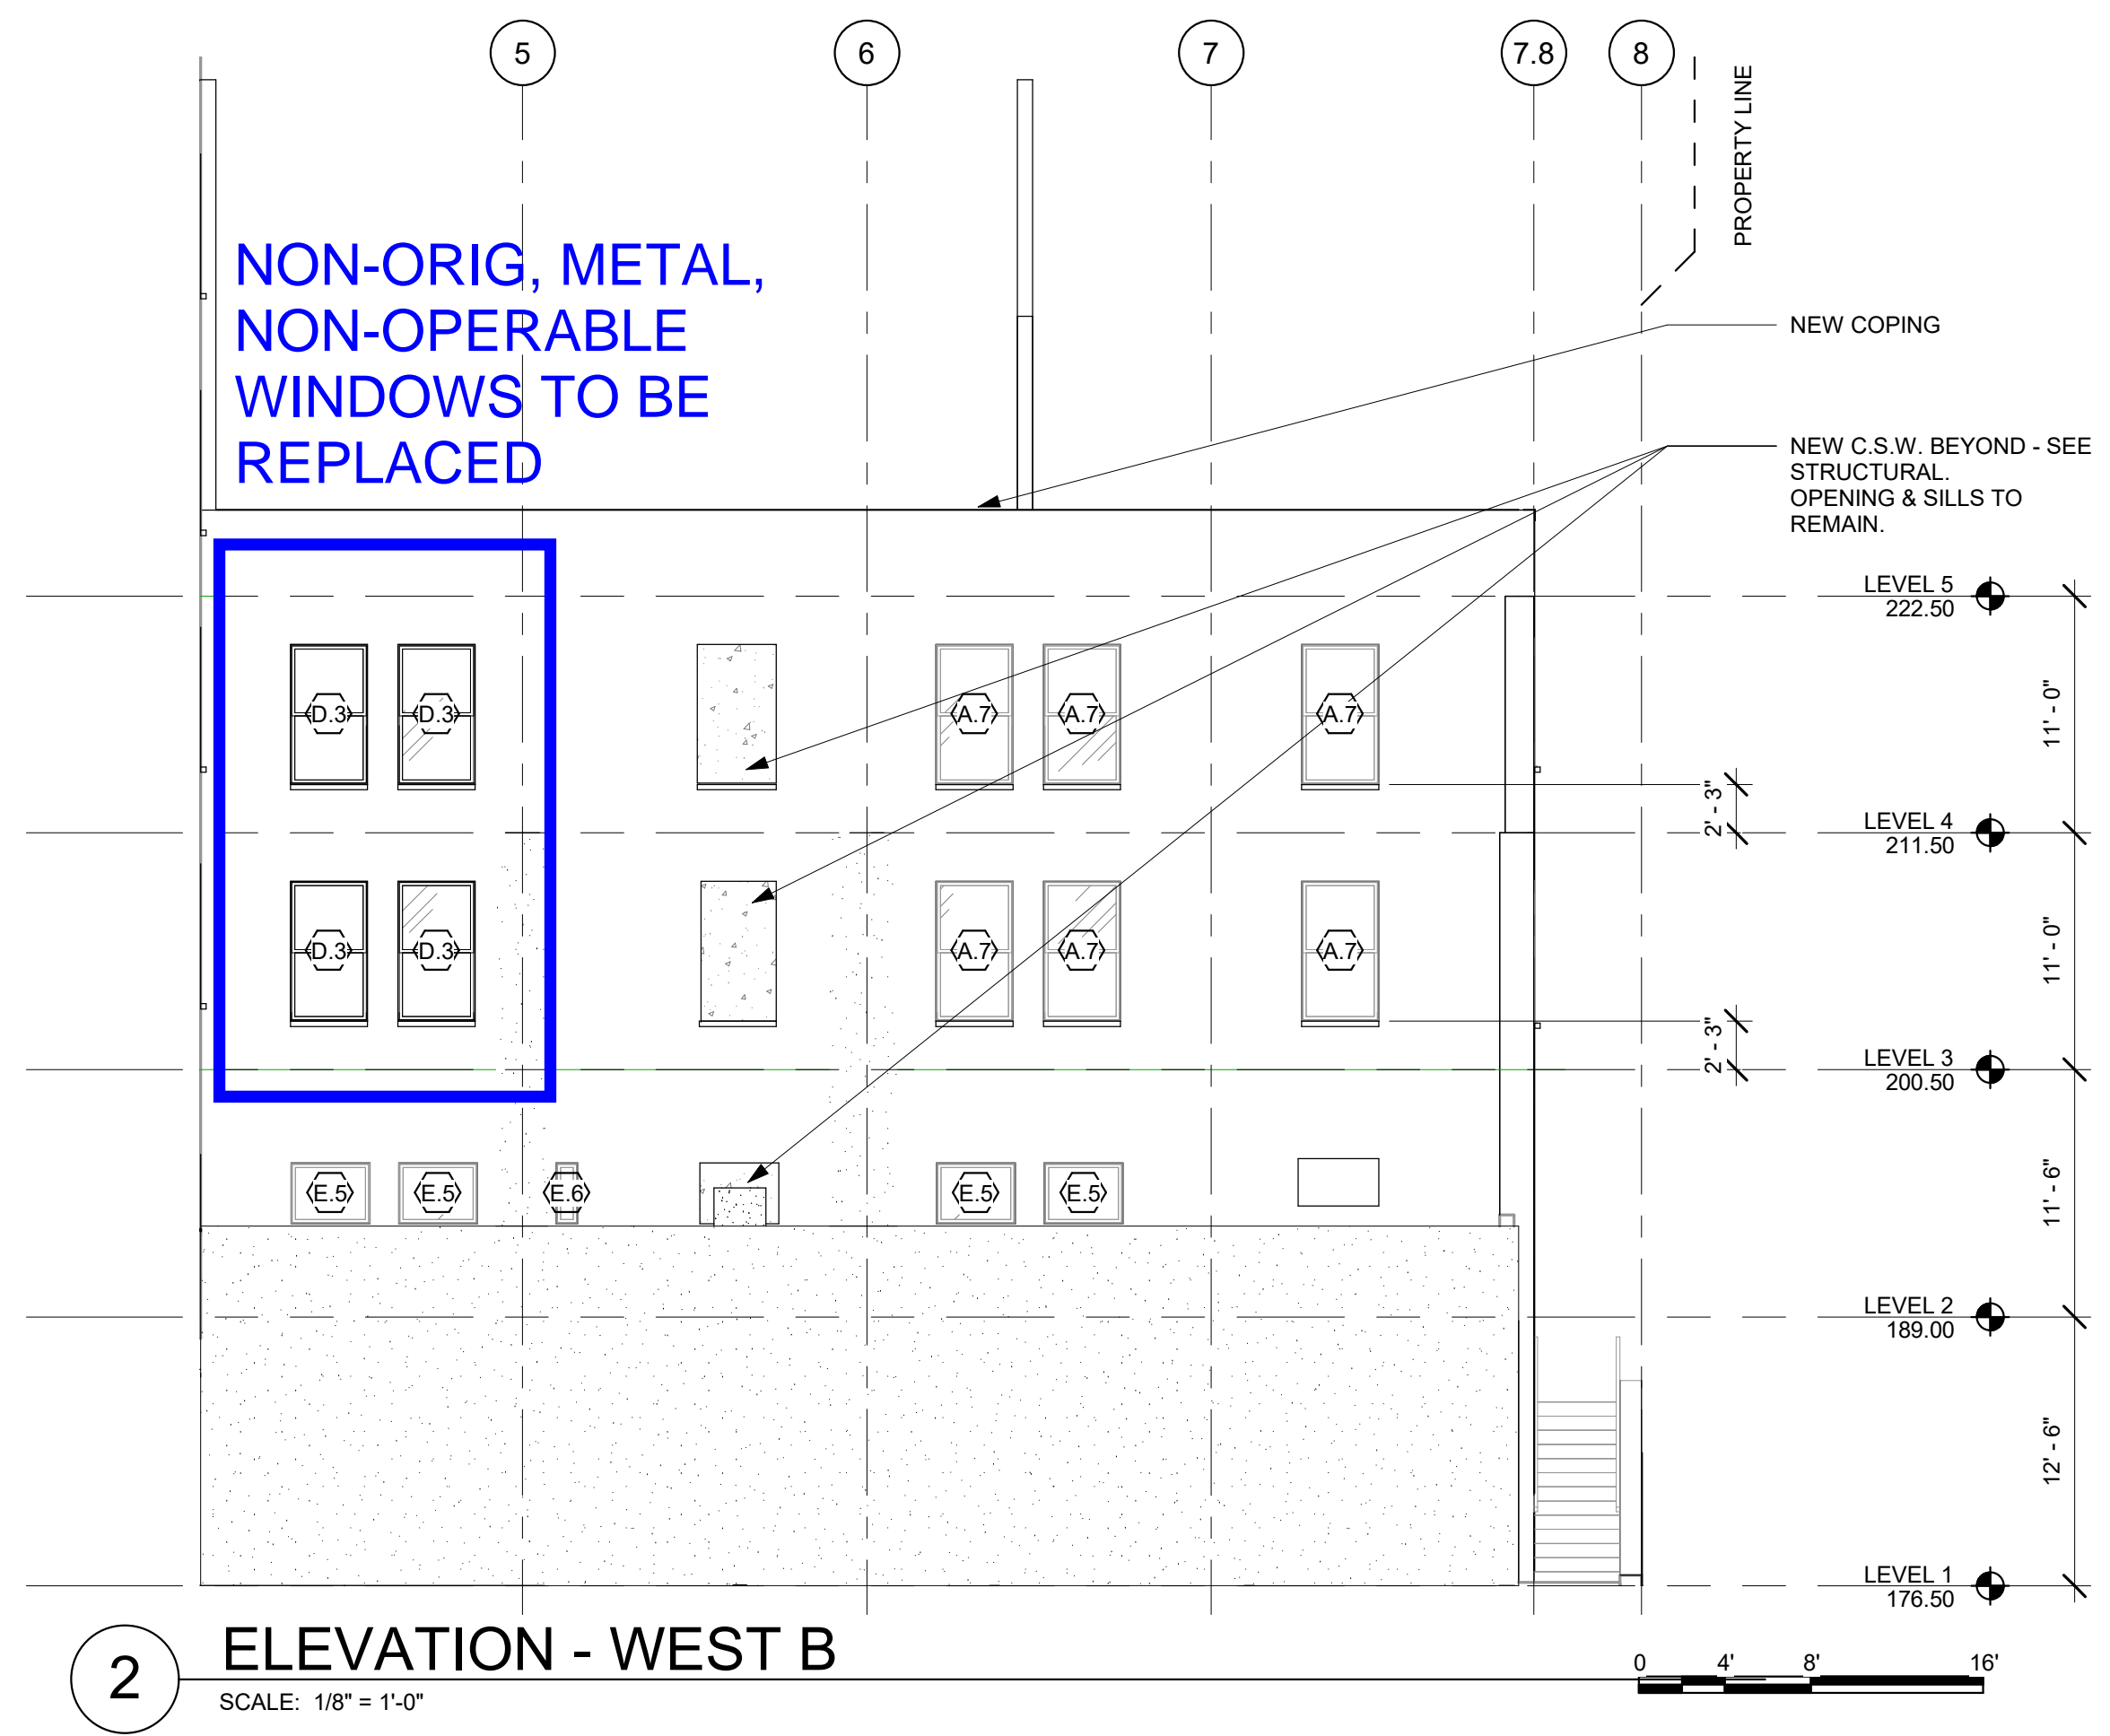 5
6
7
7.8
8
PROPERTY LINE
NON-ORIG, METAL,
NON-OPERABLE
WINDOWS TO BE
REPLACED
NEW COPING
NEW C.S.W. BEYOND - SEE
STRUCTURAL.
OPENING & SILLS TO
REMAIN.
LEVEL 5
222.50
11' - 0"
D.3
D.3
A.7
A.7
A.7
2' - 3"
LEVEL 4
211.50
11' - 0"
D.3
D.3
A.7
A.7
A.7
2' - 3"
LEVEL 3
200.50
11' - 6"
E.5
E.5
E.6
E.5
E.5
LEVEL 2
189.00
12' - 6"
LEVEL 1
176.50
2
ELEVATION - WEST B
SCALE: 1/8" = 1'-0"
0 4' 8' 16'